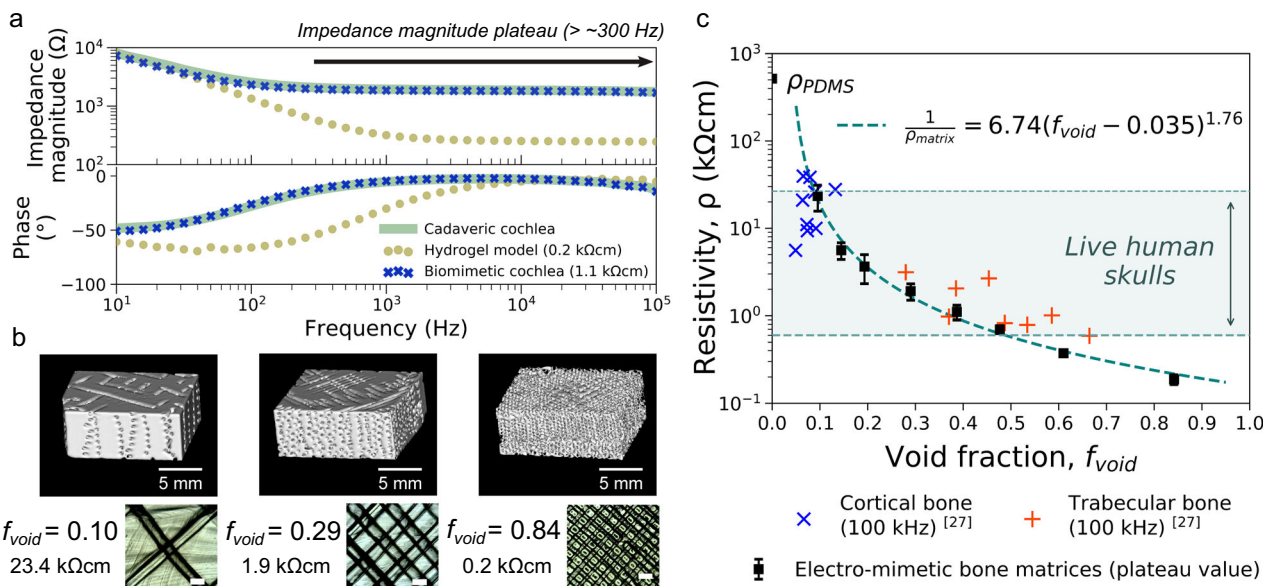 a
Impedance magnitude plateau (> ~300 Hz)
Impedance
magnitude (Ω)
10⁴
10³
10²
Phase
(°)
0
−50
−100
Cadaveric cochlea
Hydrogel model (0.2 kΩcm)
Biomimetic cochlea (1.1 kΩcm)
10¹
10²
10³
10⁴
10⁵
Frequency (Hz)
b
5 mm
5 mm
5 mm
f_void = 0.10
23.4 kΩcm
f_void = 0.29
1.9 kΩcm
f_void = 0.84
0.2 kΩcm
c
Resistivity, ρ (kΩcm)
10³
10²
10¹
10⁰
10⁻¹
ρ_PDMS
1/ρ_matrix = 6.74(f_void − 0.035)^1.76
Live human
skulls
0.0 0.1 0.2 0.3 0.4 0.5 0.6 0.7 0.8 0.9 1.0
Void fraction, f_void
Cortical bone
(100 kHz) [27]
Trabecular bone
(100 kHz) [27]
Electro-mimetic bone matrices (plateau value)